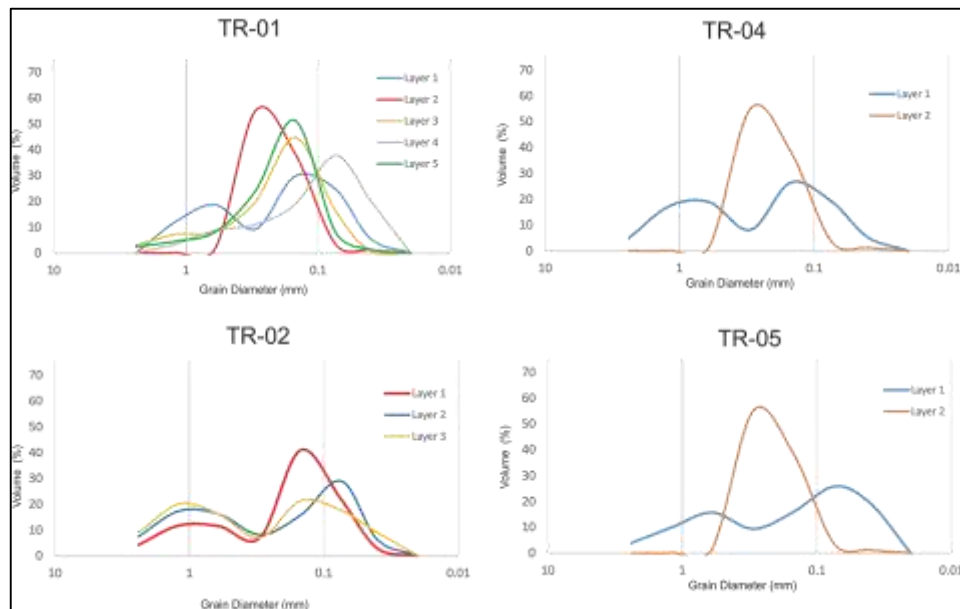 TR-01
70
60
50
40
30
20
10
0
Volume (%)
10
1
0.1
0.01
Grain Diameter (mm)
Layer 1
Layer 2
Layer 3
Layer 4
Layer 5
TR-04
70
60
50
40
30
20
10
0
Volume (%)
10
1
0.1
0.01
Grain Diameter (mm)
Layer 1
Layer 2
TR-02
70
60
50
40
30
20
10
0
Volume (%)
10
1
0.1
0.01
Grain Diameter (mm)
Layer 1
Layer 2
Layer 3
TR-05
70
60
50
40
30
20
10
0
Volume (%)
10
1
0.1
0.01
Grain Diameter (mm)
Layer 1
Layer 2